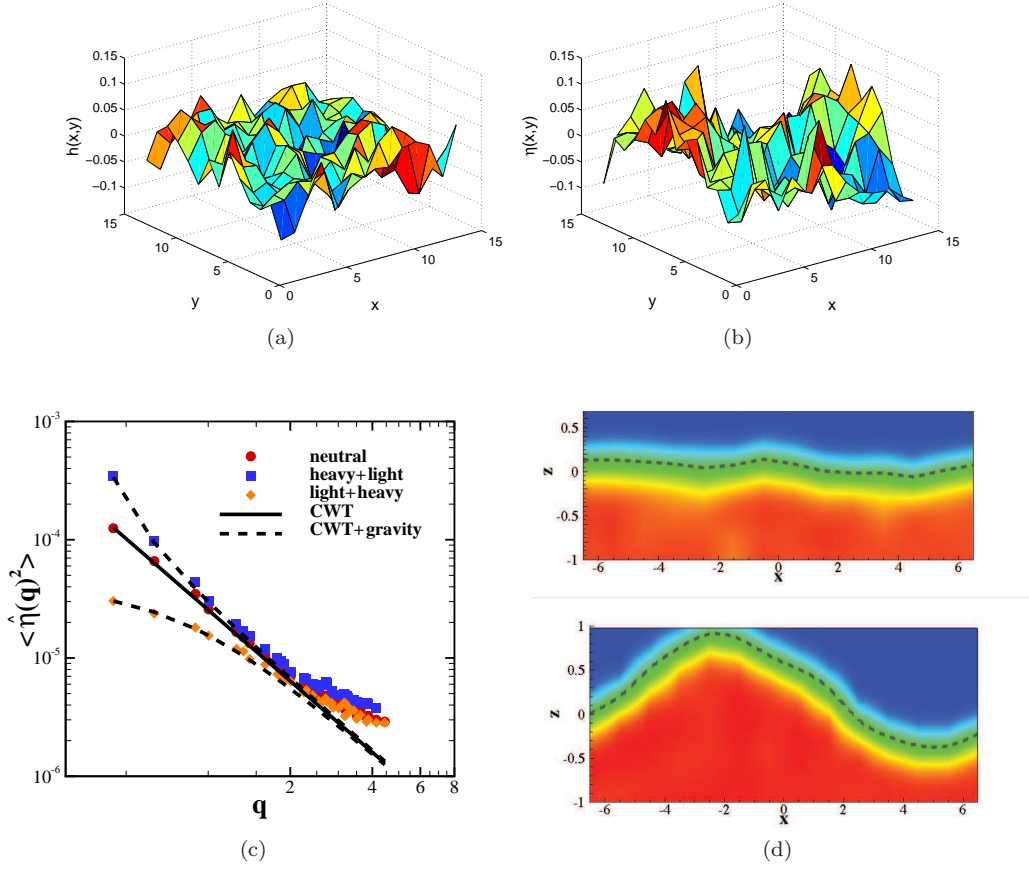 0.15
0.1
0.05
0
−0.05
−0.1
h(x,y)
15
10
5
0
y
0
5
10
15
x
(a)
0.15
0.1
0.05
0
−0.05
−0.1
η(x,y)
15
10
5
0
y
0
5
10
15
x
(b)
10⁻³
10⁻⁴
10⁻⁵
10⁻⁶
< η̂(q)² >
neutral
heavy+light
light+heavy
CWT
CWT+gravity
2 4 6 8
q
(c)
0.5
0
-0.5
-1
z
-6 -4 -2 0 2 4 6
x
1
0.5
0
-0.5
-1
z
-6 -4 -2 0 2 4 6
x
(d)